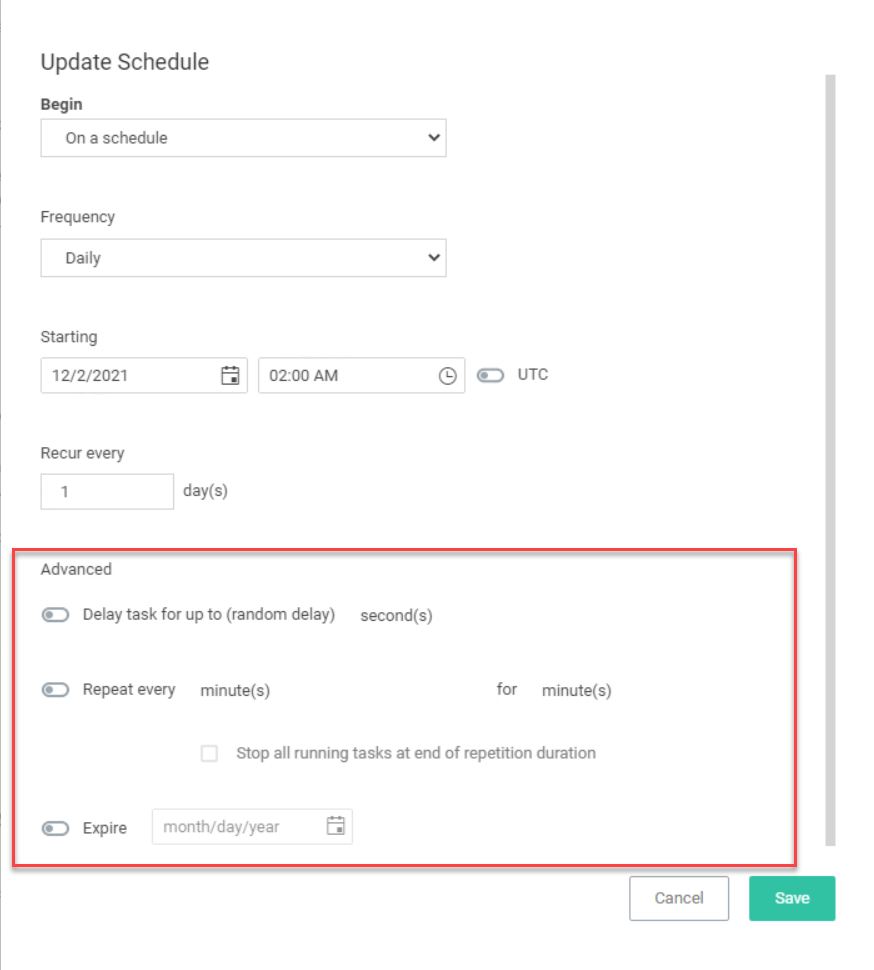 Update Schedule
Begin
On a schedule
Frequency
Daily
Starting
12/2/2021 02:00 AM UTC
Recur every
1 day(s)
Advanced
Delay task for up to (random delay) second(s)
Repeat every minute(s) for minute(s)
Stop all running tasks at end of repetition duration
Expire month/day/year
Cancel Save